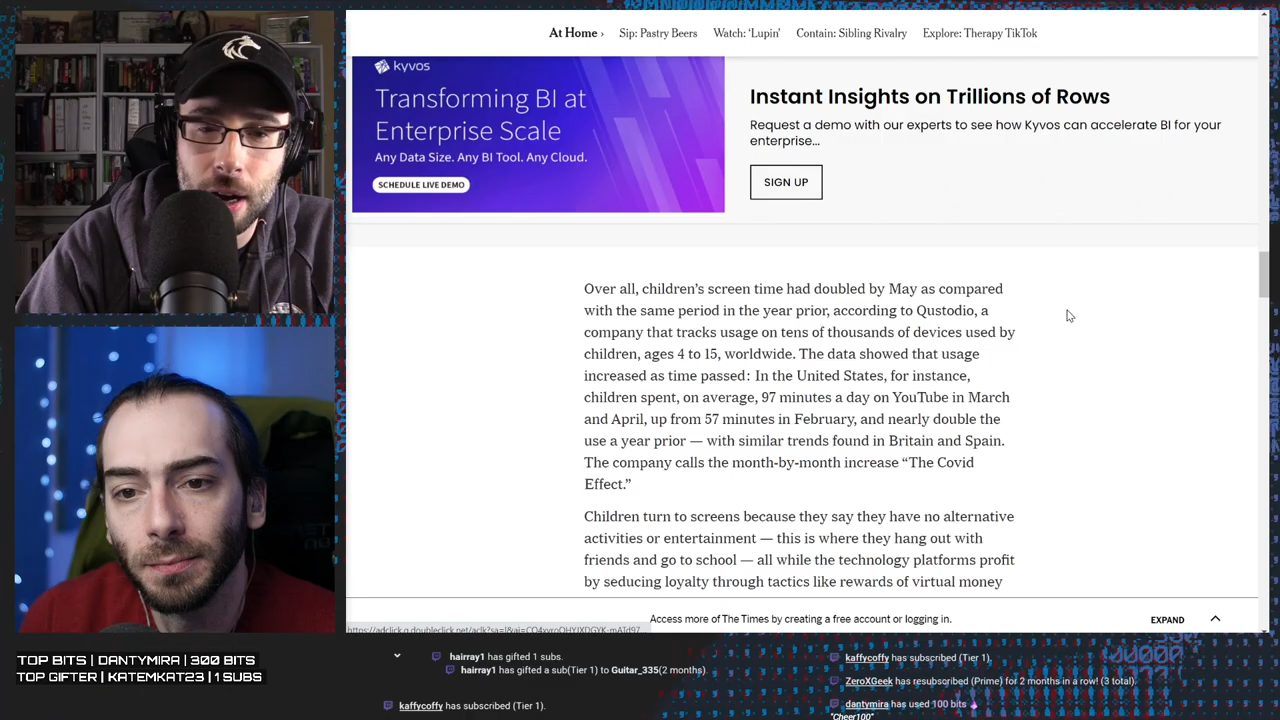 At Home › Sip: Pastry Beers Watch: ‘Lupin’ Contain: Sibling Rivalry Explore: Therapy TikTok
kyvos
Transforming BI at
Enterprise Scale
Any Data Size. Any BI Tool. Any Cloud.
SCHEDULE LIVE DEMO
Instant Insights on Trillions of Rows
Request a demo with our experts to see how Kyvos can accelerate BI for your
enterprise...
SIGN UP
Over all, children’s screen time had doubled by May as compared
with the same period in the year prior, according to Qustodio, a
company that tracks usage on tens of thousands of devices used by
children, ages 4 to 15, worldwide. The data showed that usage
increased as time passed: In the United States, for instance,
children spent, on average, 97 minutes a day on YouTube in March
and April, up from 57 minutes in February, and nearly double the
use a year prior — with similar trends found in Britain and Spain.
The company calls the month-by-month increase “The Covid
Effect.”
Children turn to screens because they say they have no alternative
activities or entertainment — this is where they hang out with
friends and go to school — all while the technology platforms profit
by seducing loyalty through tactics like rewards of virtual money
Access more of The Times by creating a free account or logging in.
EXPAND
TOP BITS | DANTYMIRA | 300 BITS
TOP GIFTER | KATEMKAT23 | 1 SUBS
hairray1 has gifted 1 subs.
hairray1 has gifted a sub(Tier 1) to Guitar_335(2 months).
kaffycoffy has subscribed (Tier 1).
kaffycoffy has subscribed (Tier 1).
ZeroXGeek has resubscribed (Prime) for 2 months in a row! (3 total).
dantymira has used 100 bits
"Cheer100"